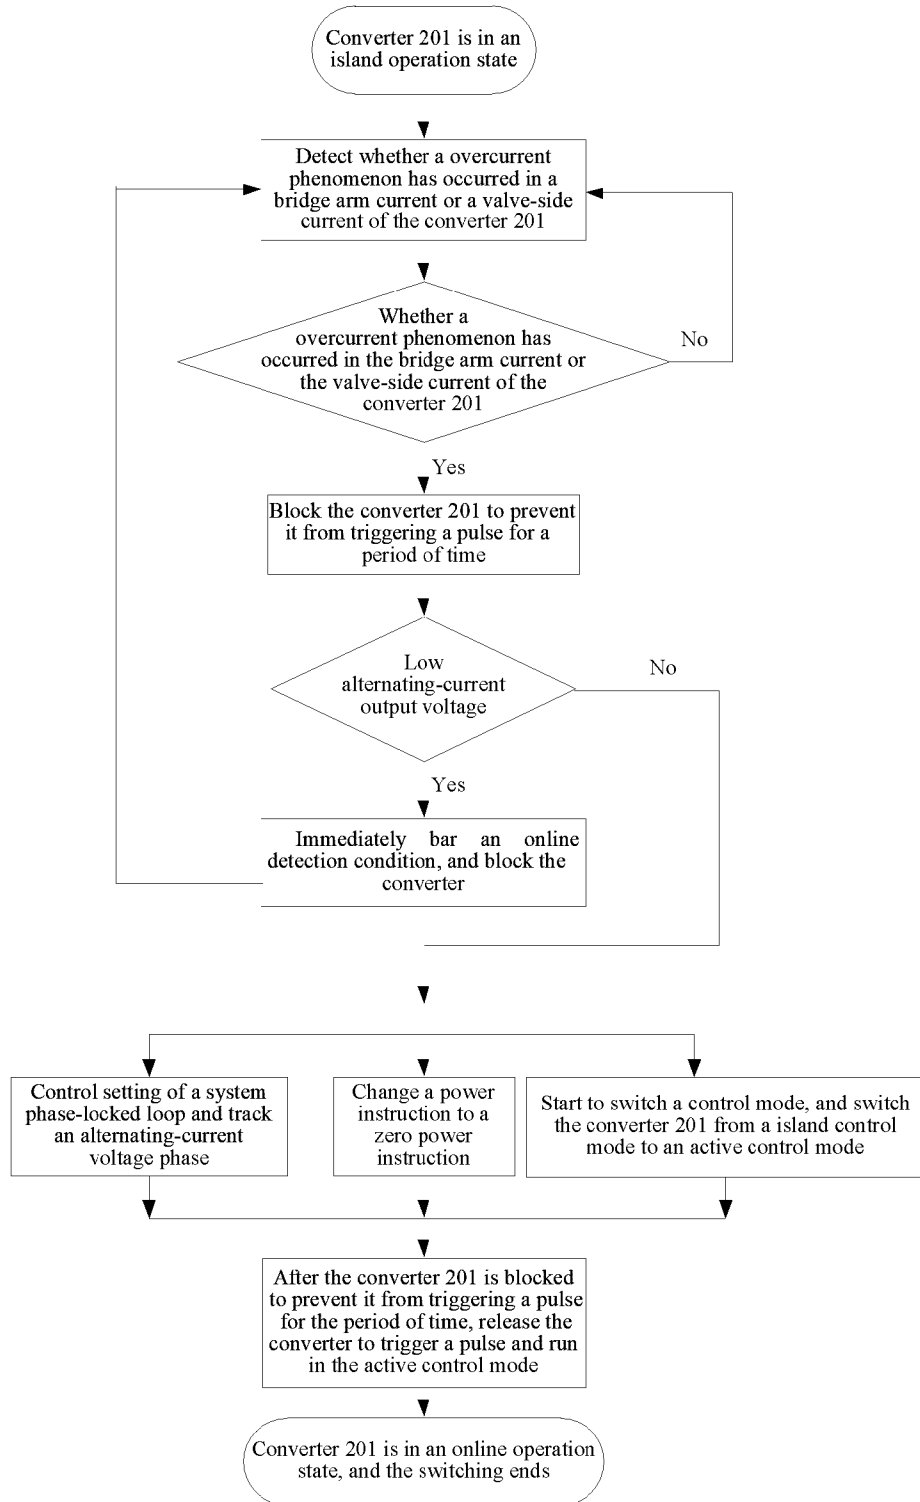 Converter 201 is in an
island operation state
Detect whether a overcurrent
phenomenon has occurred in a
bridge arm current or a valve-side
current of the converter 201
Whether a
overcurrent phenomenon has
occurred in the bridge arm current or
the valve-side current of the
converter 201
No
Yes
Block the converter 201 to prevent
it from triggering a pulse for a
period of time
Low
alternating-current
output voltage
No
Yes
Immediately bar an online
detection condition, and block the
converter
Control setting of a system
phase-locked loop and track
an alternating-current
voltage phase
Change a power
instruction to a
zero power
instruction
Start to switch a control mode, and switch
the converter 201 from a island control
mode to an active control mode
After the converter 201 is blocked
to prevent it from triggering a pulse
for the period of time, release the
converter to trigger a pulse and run
in the active control mode
Converter 201 is in an online operation
state, and the switching ends